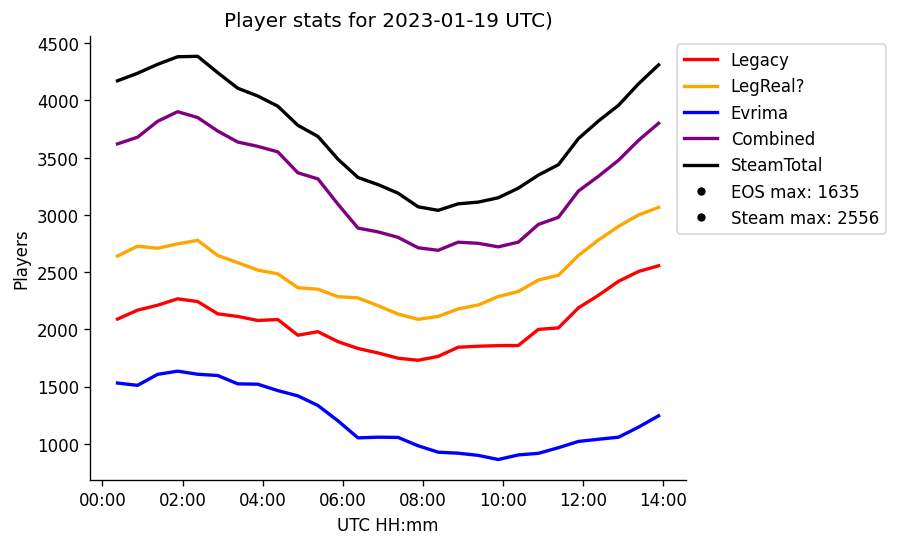 Player stats for 2023-01-19 UTC)
Players
4500
4000
3500
3000
2500
2000
1500
1000
00:00 02:00 04:00 06:00 08:00 10:00 12:00 14:00
UTC HH:mm
Legacy
LegReal?
Evrima
Combined
SteamTotal
EOS max: 1635
Steam max: 2556